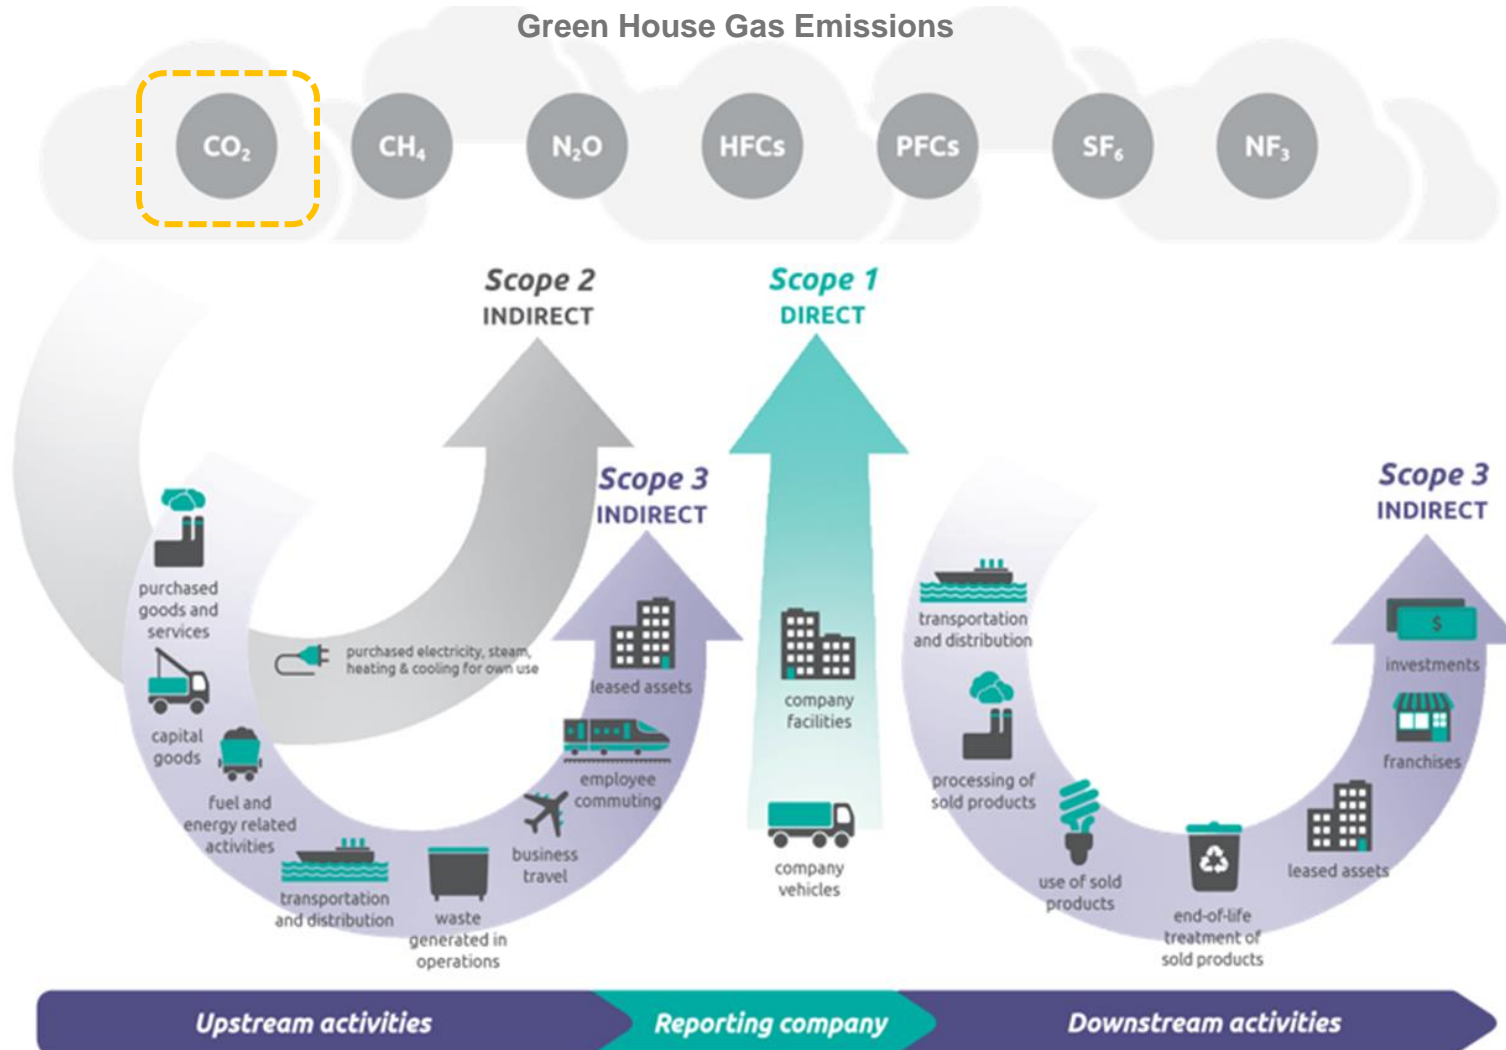 Green House Gas Emissions
CO₂
CH₄
N₂O
HFCs
PFCs
SF₆
NF₃
Scope 2
INDIRECT
Scope 1
DIRECT
Scope 3
INDIRECT
Scope 3
INDIRECT
purchased
goods and
services
capital
goods
fuel and
energy related
activities
transportation
and distribution
waste
generated in
operations
business
travel
employee
commuting
leased assets
purchased electricity, steam,
heating & cooling for own use
company
facilities
company
vehicles
transportation
and distribution
processing of
sold products
use of sold
products
end-of-life
treatment of
sold products
leased assets
franchises
$
investments
Upstream activities
Reporting company
Downstream activities